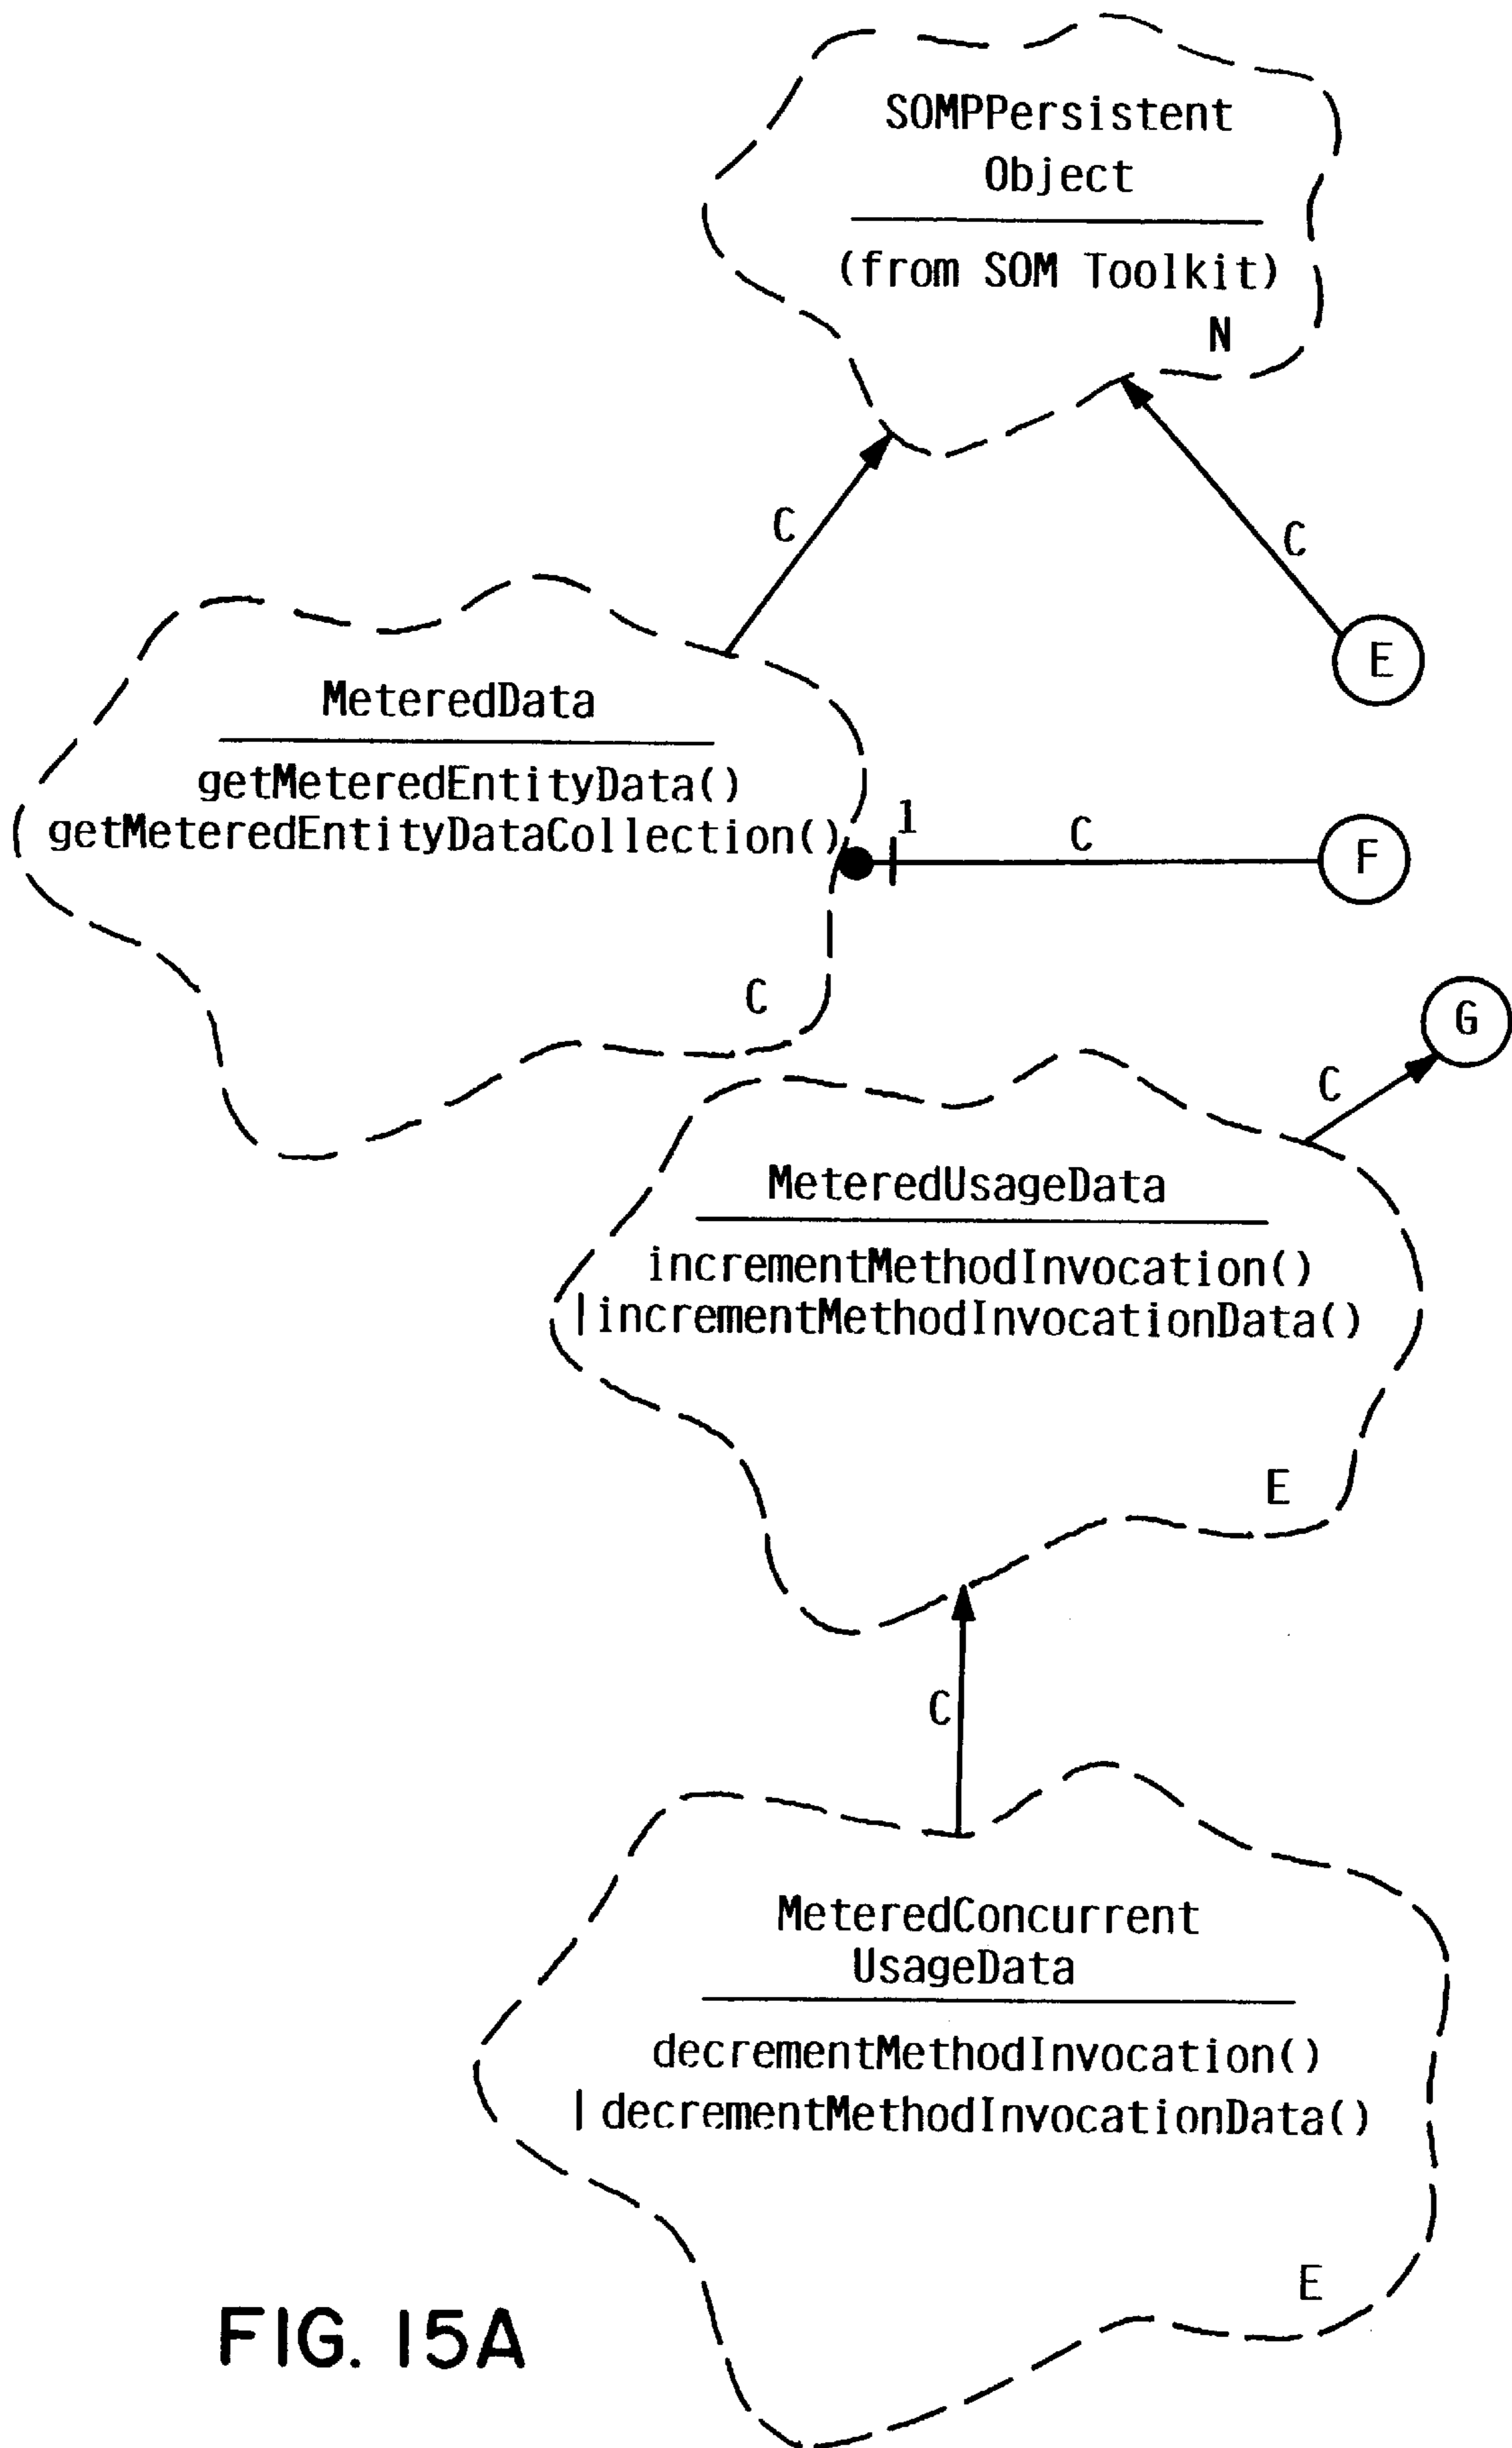 SOMPPersistent
Object
(from SOM Toolkit)
N
C
C
E
MeteredData
getMeteredEntityData()
getMeteredEntityDataCollection()
1
C
F
C
G
C
MeteredUsageData
incrementMethodInvocation()
|incrementMethodInvocationData()
E
C
MeteredConcurrent
UsageData
decrementMethodInvocation()
|decrementMethodInvocationData()
E
FIG. 15A